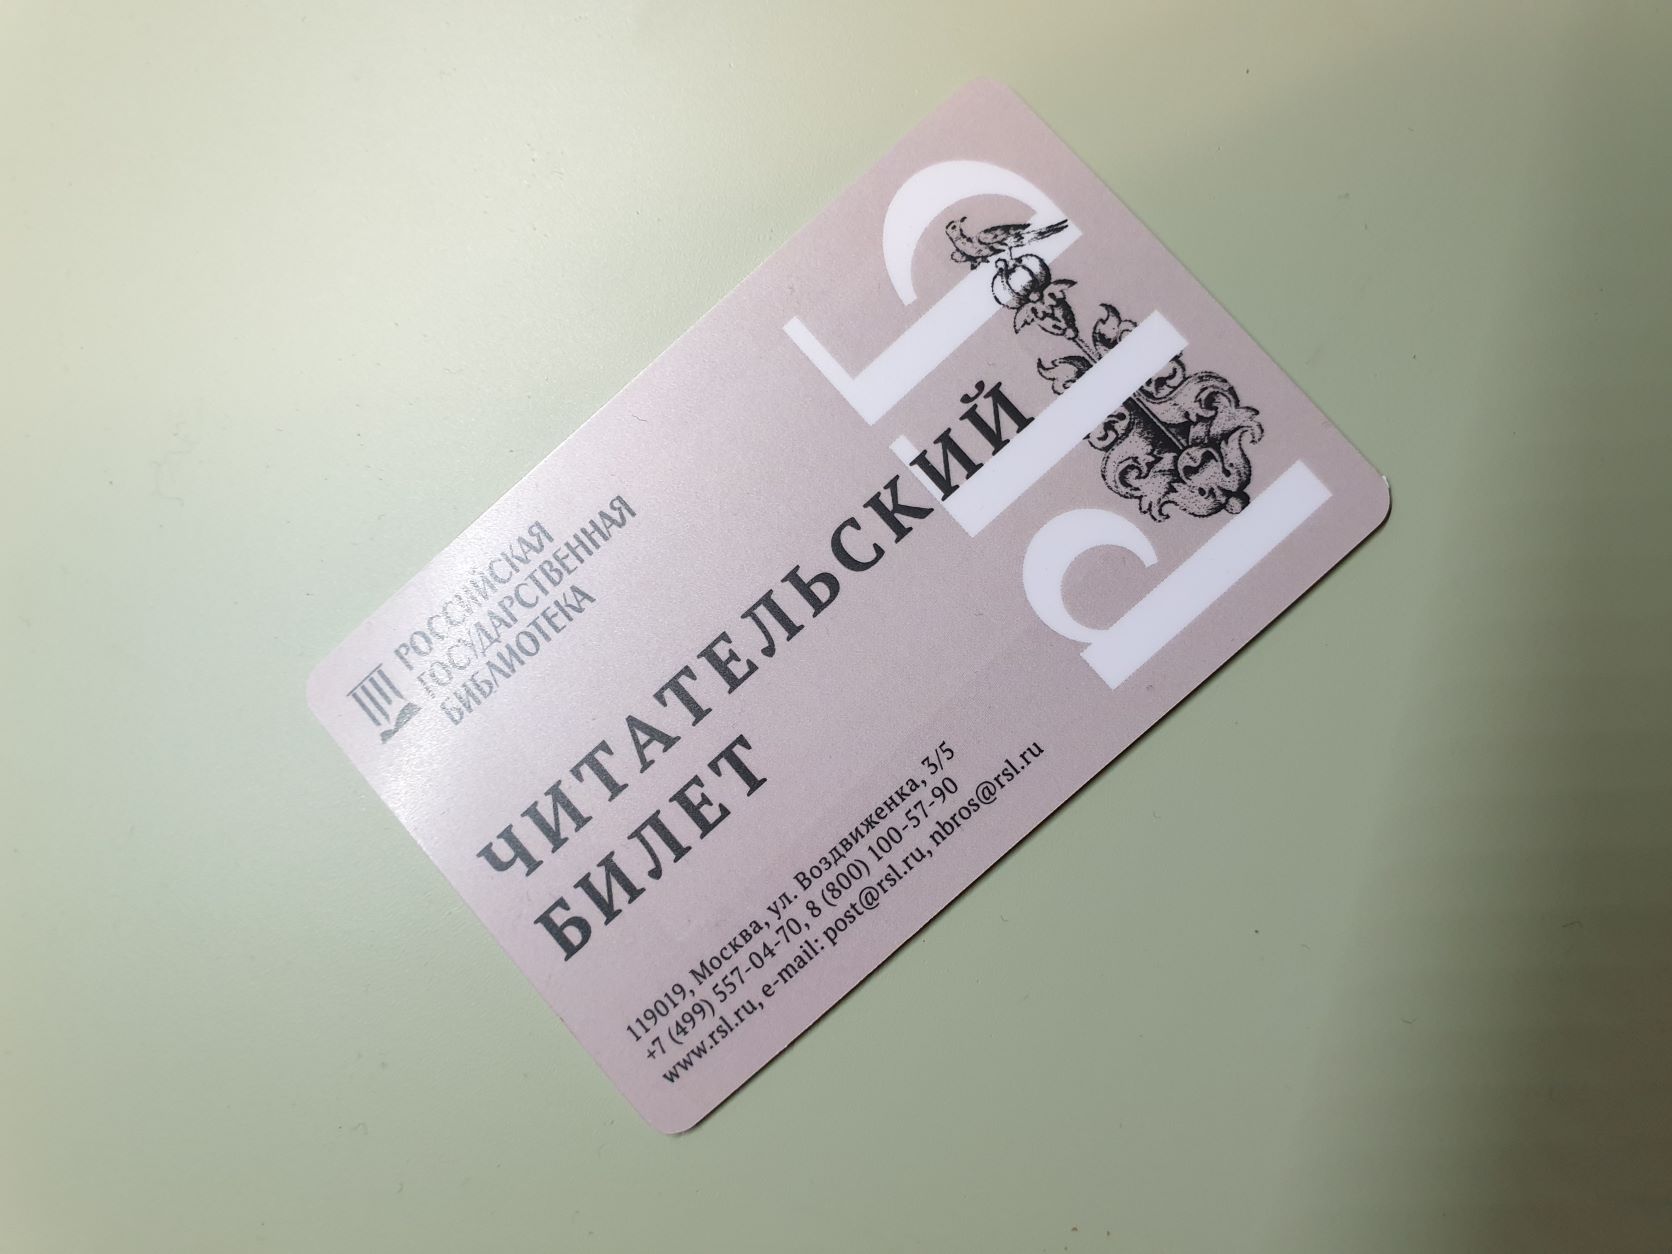 РОССИЙСКАЯ
ГОСУДАРСТВЕННАЯ
БИБЛИОТЕКА
РГБ
ЧИТАТЕЛЬСКИЙ
БИЛЕТ
119019, Москва, ул. Воздвиженка, 3/5
+7 (499) 557-04-70, 8 (800) 100-57-90
www.rsl.ru, e-mail: post@rsl.ru, nbros@rsl.ru